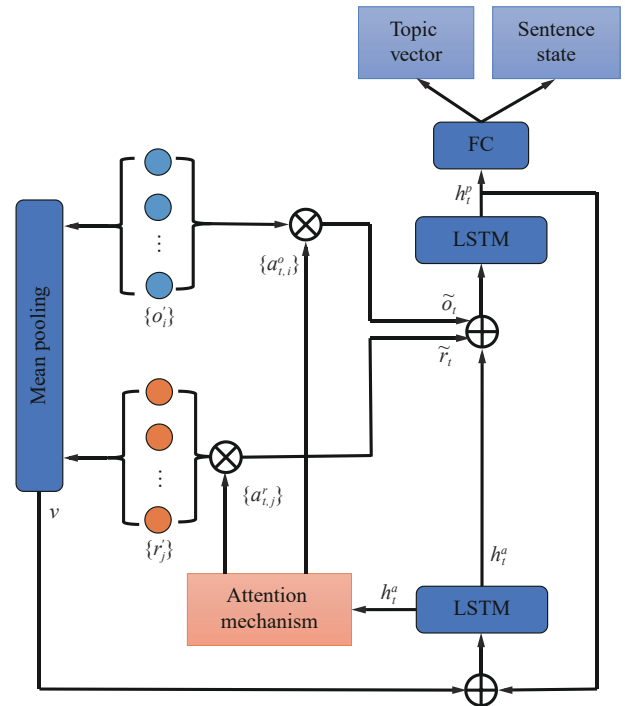 Topic
vector
Sentence
state
FC
h_t^p
LSTM
{a_{t,i}^o}
⋮
{o_i^'}
õ_t
r̃_t
Mean pooling
⋮
{a_{t,j}^r}
v
{r_j^'}
h_t^a
Attention
mechanism
h_t^a
LSTM